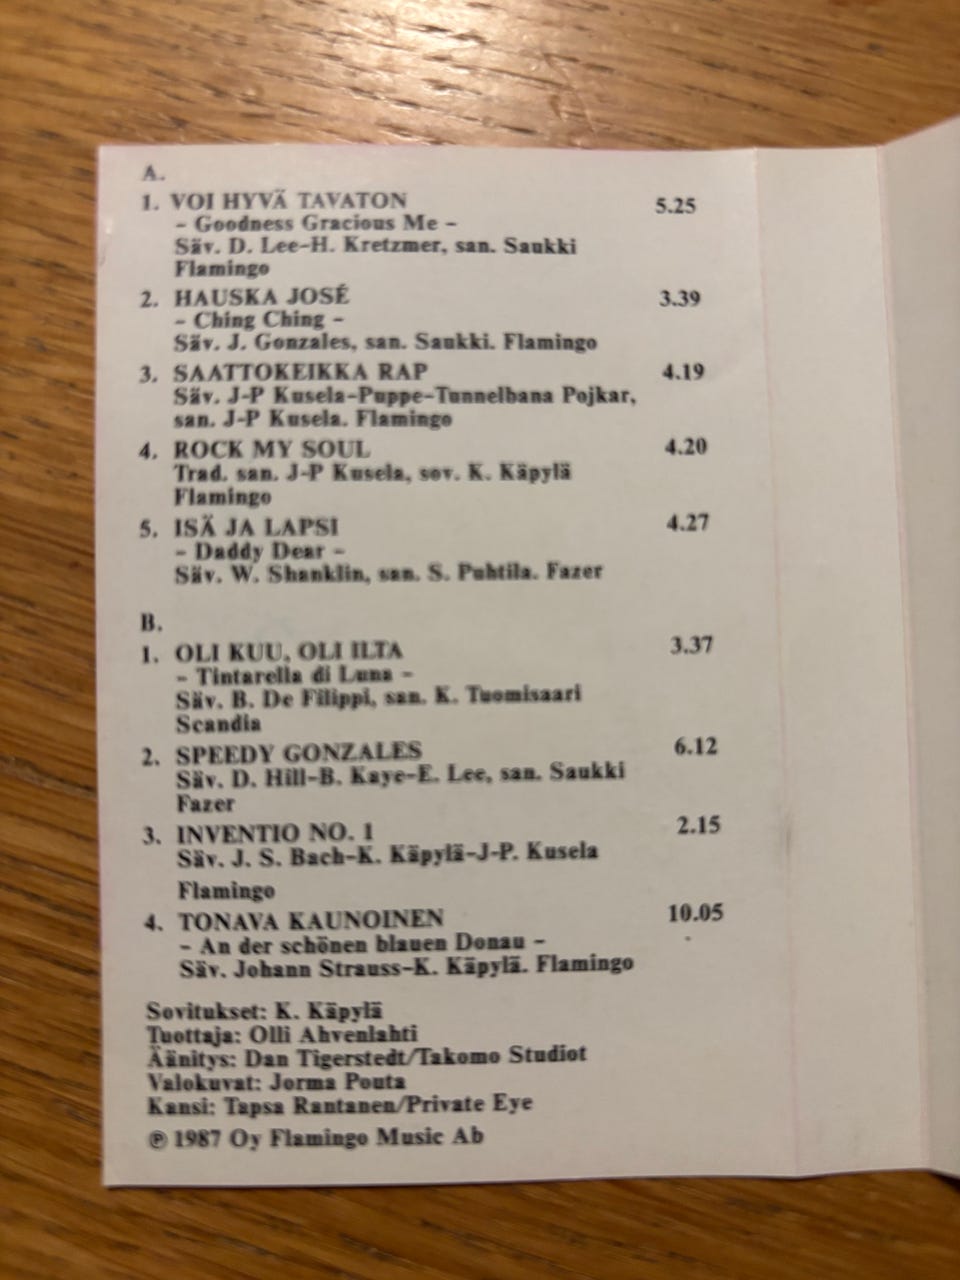 A.
1. VOI HYVÄ TAVATON 5.25
– Goodness Gracious Me –
Säv. D. Lee–H. Kretzmer, san. Saukki
Flamingo
2. HAUSKA JOSÉ 3.39
– Ching Ching –
Säv. J. Gonzales, san. Saukki. Flamingo
3. SAATTOKEIKKA RAP 4.19
Säv. J-P Kusela–Puppe–Tunnelbana Pojkar,
san. J-P Kusela. Flamingo
4. ROCK MY SOUL 4.20
Trad. san. J-P Kusela, sov. K. Käpylä
Flamingo
5. ISÄ JA LAPSI 4.27
– Daddy Dear –
Säv. W. Shanklin, san. S. Puhtila. Fazer
B.
1. OLI KUU, OLI ILTA 3.37
– Tintarella di Luna –
Säv. B. De Filippi, san. K. Tuomisaari
Scandia
2. SPEEDY GONZALES 6.12
Säv. D. Hill–B. Kaye–E. Lee, san. Saukki
Fazer
3. INVENTIO NO. 1 2.15
Säv. J. S. Bach–K. Käpylä–J-P. Kusela
Flamingo
4. TONAVA KAUNOINEN 10.05
– An der schönen blauen Donau –
Säv. Johann Strauss–K. Käpylä. Flamingo
Sovitukset: K. Käpylä
Tuottaja: Olli Ahvenlahti
Äänitys: Dan Tigerstedt/Takomo Studiot
Valokuvat: Jorma Pouta
Kansi: Tapsa Rantanen/Private Eye
℗ 1987 Oy Flamingo Music Ab